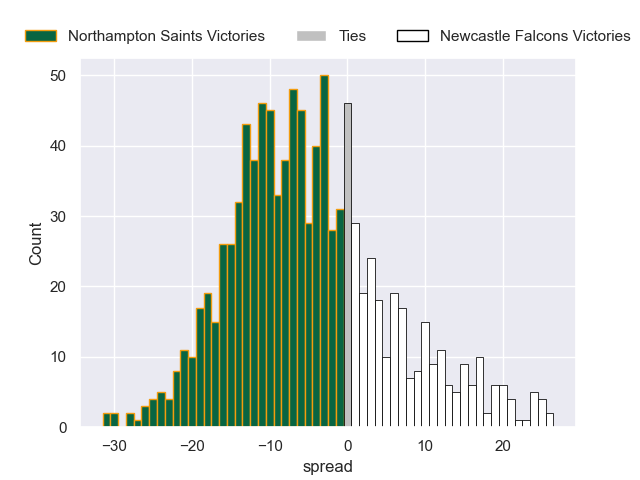 Northampton Saints Victories Ties Newcastle Falcons Victories
50
40
30
20
10
0
Count
−30 −20 −10 0 10 20
spread